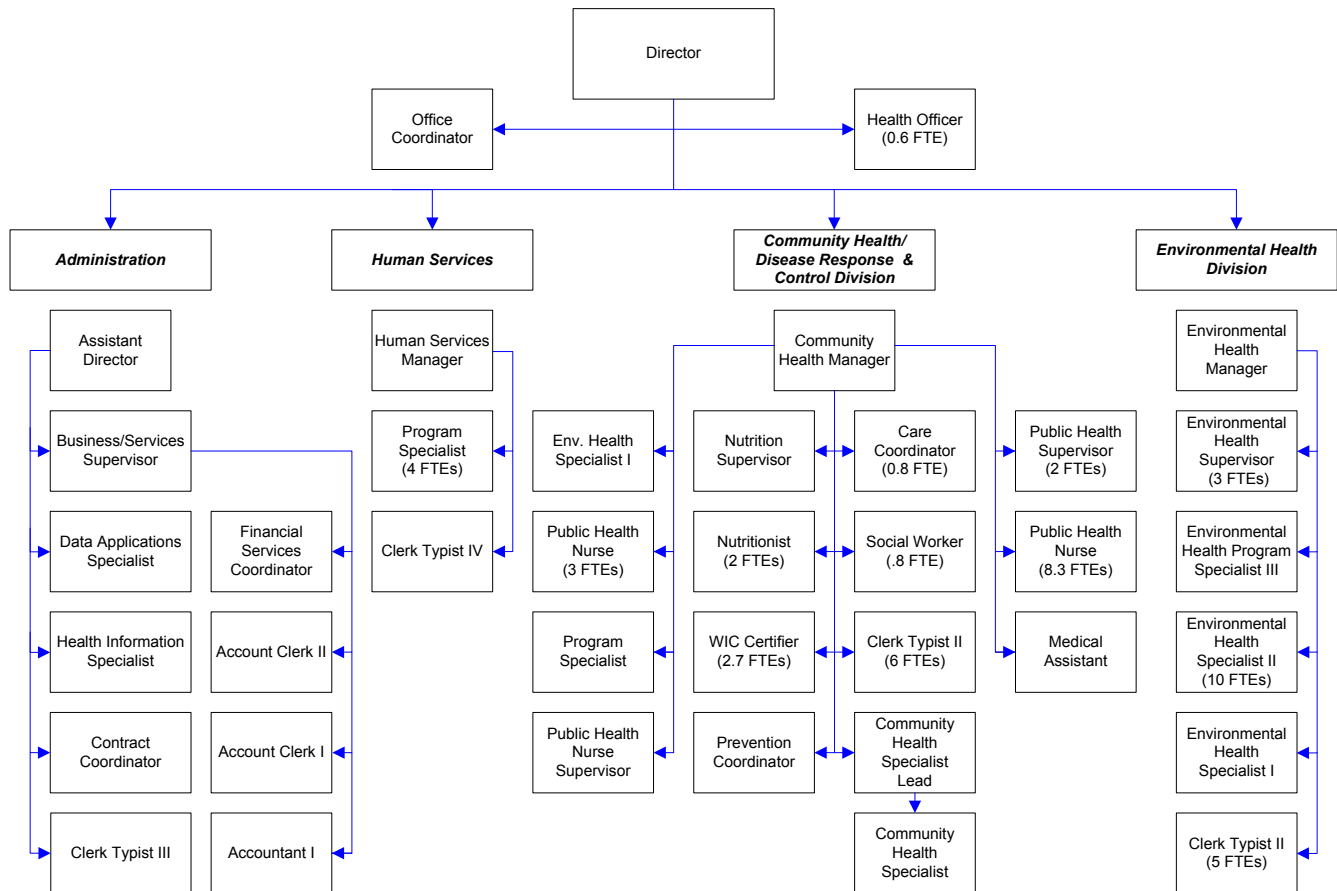 Director
Office
Coordinator
Health Officer
(0.6 FTE)
Administration
Human Services
Community Health/
Disease Response & 
Control Division
Environmental Health
Division
Assistant
Director
Human Services
Manager
Community
Health Manager
Environmental
Health
Manager
Business/Services
Supervisor
Program
Specialist
(4 FTEs)
Env. Health
Specialist I
Nutrition
Supervisor
Care
Coordinator
(0.8 FTE)
Public Health
Supervisor
(2 FTEs)
Environmental
Health
Supervisor
(3 FTEs)
Data Applications
Specialist
Financial
Services
Coordinator
Clerk Typist IV
Public Health
Nurse
(3 FTEs)
Nutritionist
(2 FTEs)
Social Worker
(.8 FTE)
Public Health
Nurse
(8.3 FTEs)
Environmental
Health Program
Specialist III
Health Information
Specialist
Account Clerk II
Program
Specialist
WIC Certifier
(2.7 FTEs)
Clerk Typist II
(6 FTEs)
Medical
Assistant
Environmental
Health
Specialist II
(10 FTEs)
Contract
Coordinator
Account Clerk I
Public Health
Nurse
Supervisor
Prevention
Coordinator
Community
Health
Specialist
Lead
Environmental
Health
Specialist I
Clerk Typist III
Accountant I
Community
Health
Specialist
Clerk Typist II
(5 FTEs)